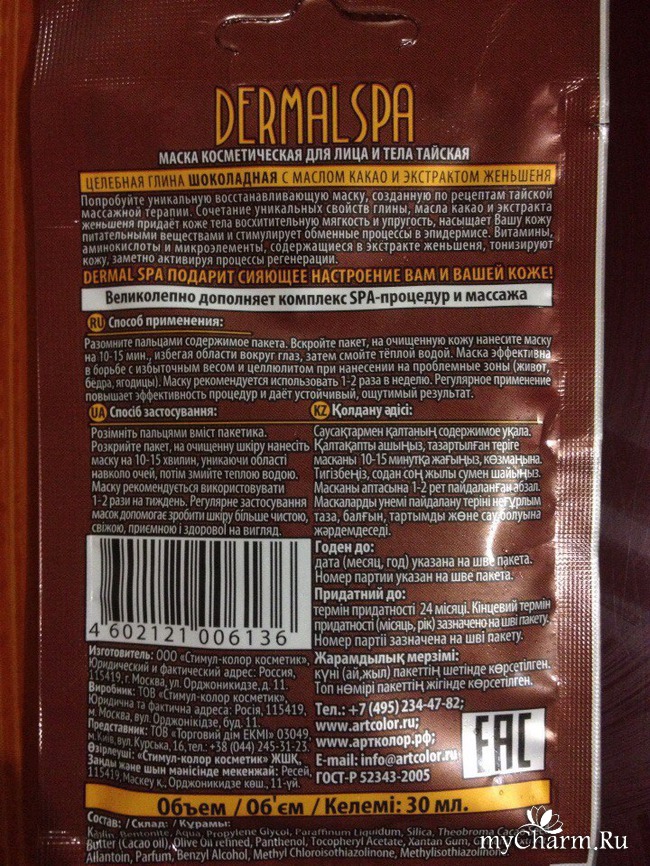 DERMALSPA
МАСКА КОСМЕТИЧЕСКАЯ ДЛЯ ЛИЦА И ТЕЛА ТАЙСКАЯ
ЦЕЛЕБНАЯ ГЛИНА ШОКОЛАДНАЯ С МАСЛОМ КАКАО И ЭКСТРАКТОМ ЖЕНЬШЕНЯ
Попробуйте уникальную восстанавливающую маску, созданную по рецептам тайской
массажной терапии. Сочетание уникальных свойств глины, масла какао и экстракта
женьшеня придаёт коже тела восхитительную мягкость и упругость, насыщает Вашу кожу
питательными веществами и стимулирует обменные процессы в эпидермисе. Витамины,
аминокислоты и микроэлементы, содержащиеся в экстракте женьшеня, тонизируют
кожу, заметно активируя процессы регенерации.
DERMAL SPA ПОДАРИТ СИЯЮЩЕЕ НАСТРОЕНИЕ ВАМ И ВАШЕЙ КОЖЕ!
Великолепно дополняет комплекс SPA-процедур и массажа
RU Способ применения:
Разомните пальцами содержимое пакета. Вскройте пакет, на очищенную кожу нанесите маску
на 10-15 мин., избегая области вокруг глаз, затем смойте тёплой водой. Маска эффективна
в борьбе с избыточным весом и целлюлитом при нанесении на проблемные зоны (живот,
бёдра, ягодицы). Маску рекомендуется использовать 1-2 раза в неделю. Регулярное применение
повышает эффективность процедур и даёт устойчивый, ощутимый результат.
UA Спосіб застосування:
Розімніть пальцями вміст пакетика.
Розкрийте пакет, на очищену шкіру нанесіть
маску на 10-15 хвилин, уникаючи області
навколо очей, потім змийте теплою водою.
Маску рекомендується використовувати
1-2 рази на тиждень. Регулярне застосування
масок допомагає зробити шкіру більше чистою,
свіжою, приємною і здорової на вигляд.
KZ Қолдану әдісі:
Саусақтармен қалтаның содержимое уқала.
Қалтақапты ашыңыз, тазартылған теріге
масканы 10-15 минутқа жағыңыз, көзмаңына.
Тигізбеңіз, содан соң жылы сумен шайыңыз.
Масканы аптасына 1-2 рет пайдаланған абзал.
Маскаларды үнемі пайдалану теріні неғұрлым
таза, балғын, тартымды және сау болуына
жәрдемдеседі.
Годен до:
дата (месяц, год) указана на шве пакета.
Номер партии указан на шве пакета.
Придатний до:
термін придатності 24 місяці. Кінцевий термін
придатності (місяць, рік) зазначено на шві пакету.
Номер партії зазначена на шві пакету.
Жарамдылық мерзімі:
күні (ай,жыл) пакеттің шетінде көрсетілген.
Топ нөмірі пакеттің жігінде көрсетілген.
4 602121 006136
Изготовитель: ООО «Стимул-колор косметик»,
Юридический и фактический адрес: Россия,
115419, г. Москва, ул. Орджоникидзе, д. 11.
Виробник: ТОВ «Стимул-колор косметик»,
Юридична та фактична адреса: Росія, 115419,
м. Москва, вул. Орджонікідзе, буд. 11.
Представник: ТОВ «Торговий дім ЕКМІ» 03049,
м. Київ, вул. Курська, 16, тел.: +38 (044) 245-31-23.
Өзірлеуші: «Стимул-колор косметик» ЖШҚ,
Заңды және шын мәнісінде мекенжай: Ресей,
115419, Маскеу қ., Орджоникидзе көш., 11-уй.
Тел.: +7 (495) 234-47-82;
www.artcolor.ru;
www.артколор.рф;
E-mail: info@artcolor.ru
ГОСТ-Р 52343-2005
EAC
Объем / Об'єм / Келемі: 30 мл.
Состав: /Склад: / Құрамы:
Kaolin, Bentonite, Aqua, Propylene Glycol, Paraffinum Liquidum, Silica, Theobroma Cacao
Butter (Cacao oil), Olive Oil refined, Panthenol, Tocopheryl Acetate, Xantan Gum,
Allantoin, Parfum, Benzyl Alcohol, Methyl Chloroisothiazolinone, Methylisothiazolinone
myCharm.Ru